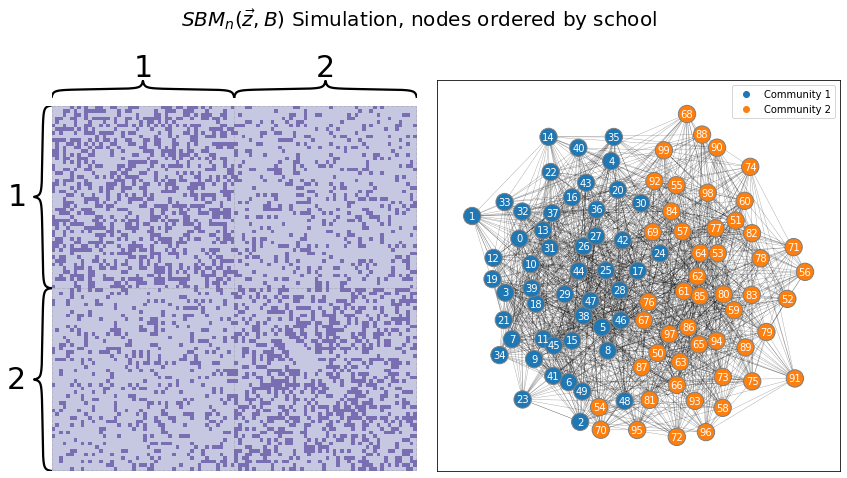 SBMₙ(z⃗, B) Simulation, nodes ordered by school
1 2
1
2
Community 1
Community 2
68
88
14 35
40 90
99
4
74
22
92
43 55
20
98
16
33 30 60
32 37 36 84
1 51
13 77
69 57 82
27
0 26 42
31 71
24 64 53
12 78
10
44 25 17 56
62
19
39 28
3 29 61 80 83
85
18 47 76 52
59
38
21 46 67
5 86
97 79
7 11 15 94
45 65 89
8
34 50
9 63
87
41 73 91
6 75
66
49
23 48 81 93
54 58
2
70 95 96
72